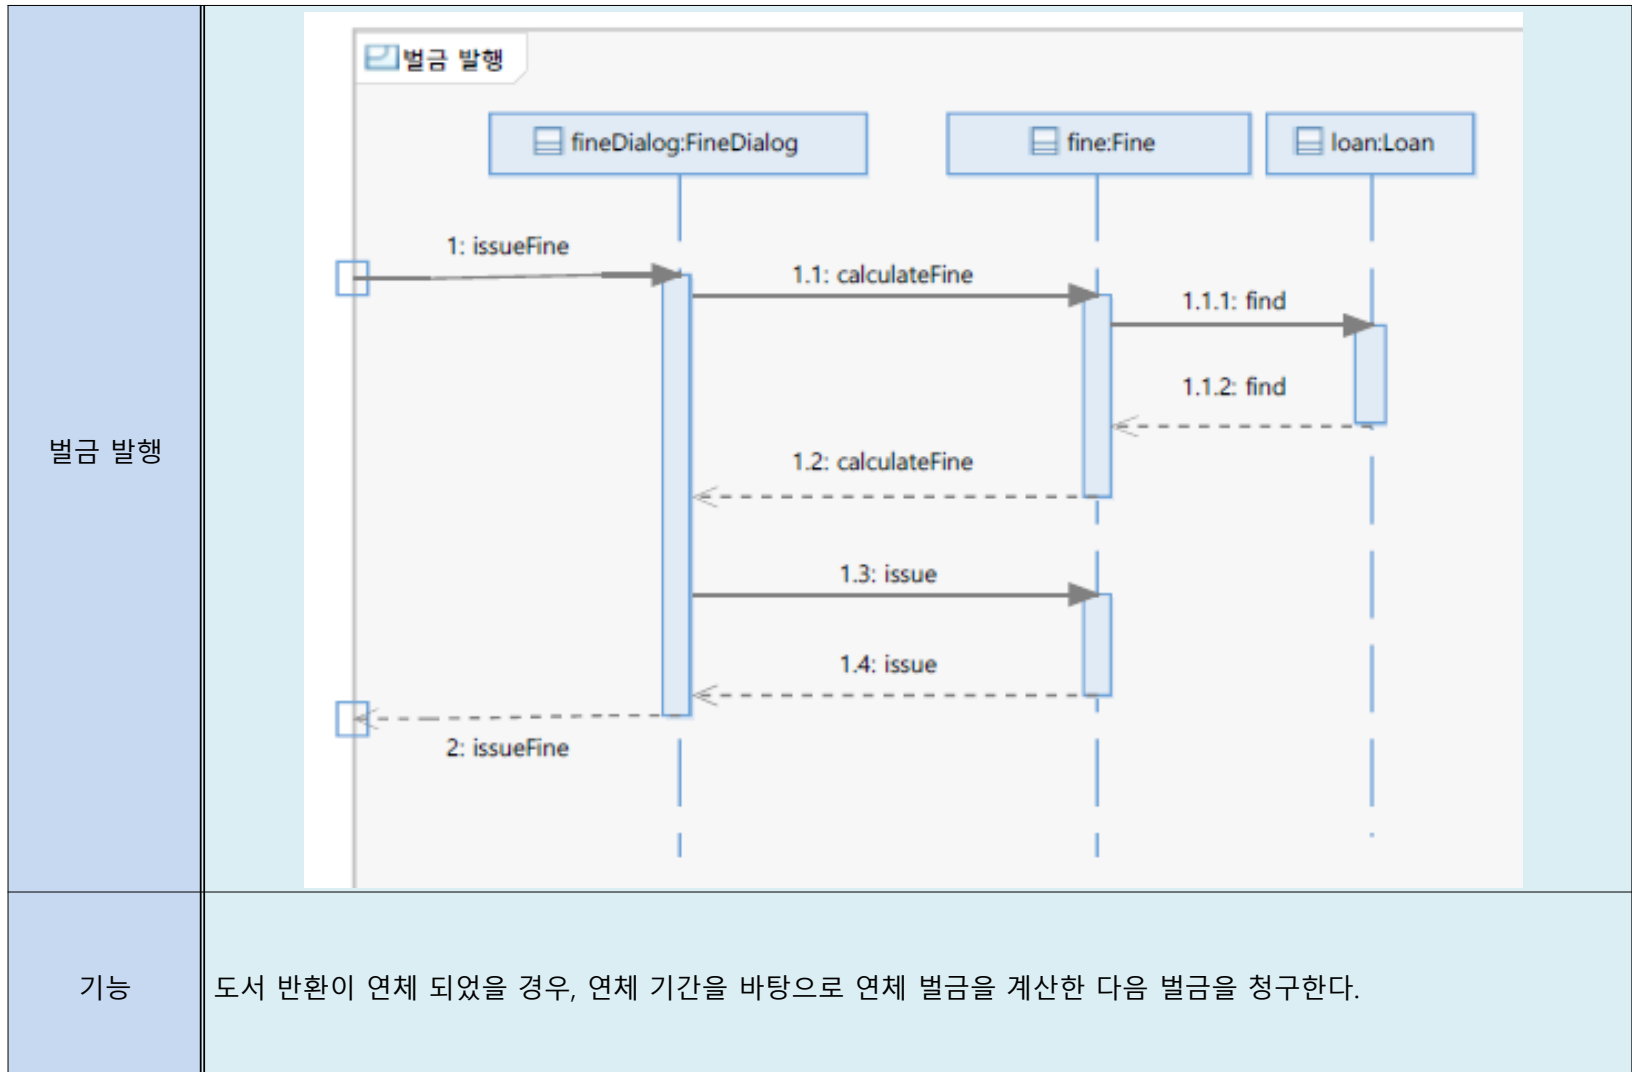 벌금 발행
벌금 발행
fineDialog:FineDialog
fine:Fine
loan:Loan
1: issueFine
1.1: calculateFine
1.1.1: find
1.1.2: find
1.2: calculateFine
1.3: issue
1.4: issue
2: issueFine
기능
도서 반환이 연체 되었을 경우, 연체 기간을 바탕으로 연체 벌금을 계산한 다음 벌금을 청구한다.